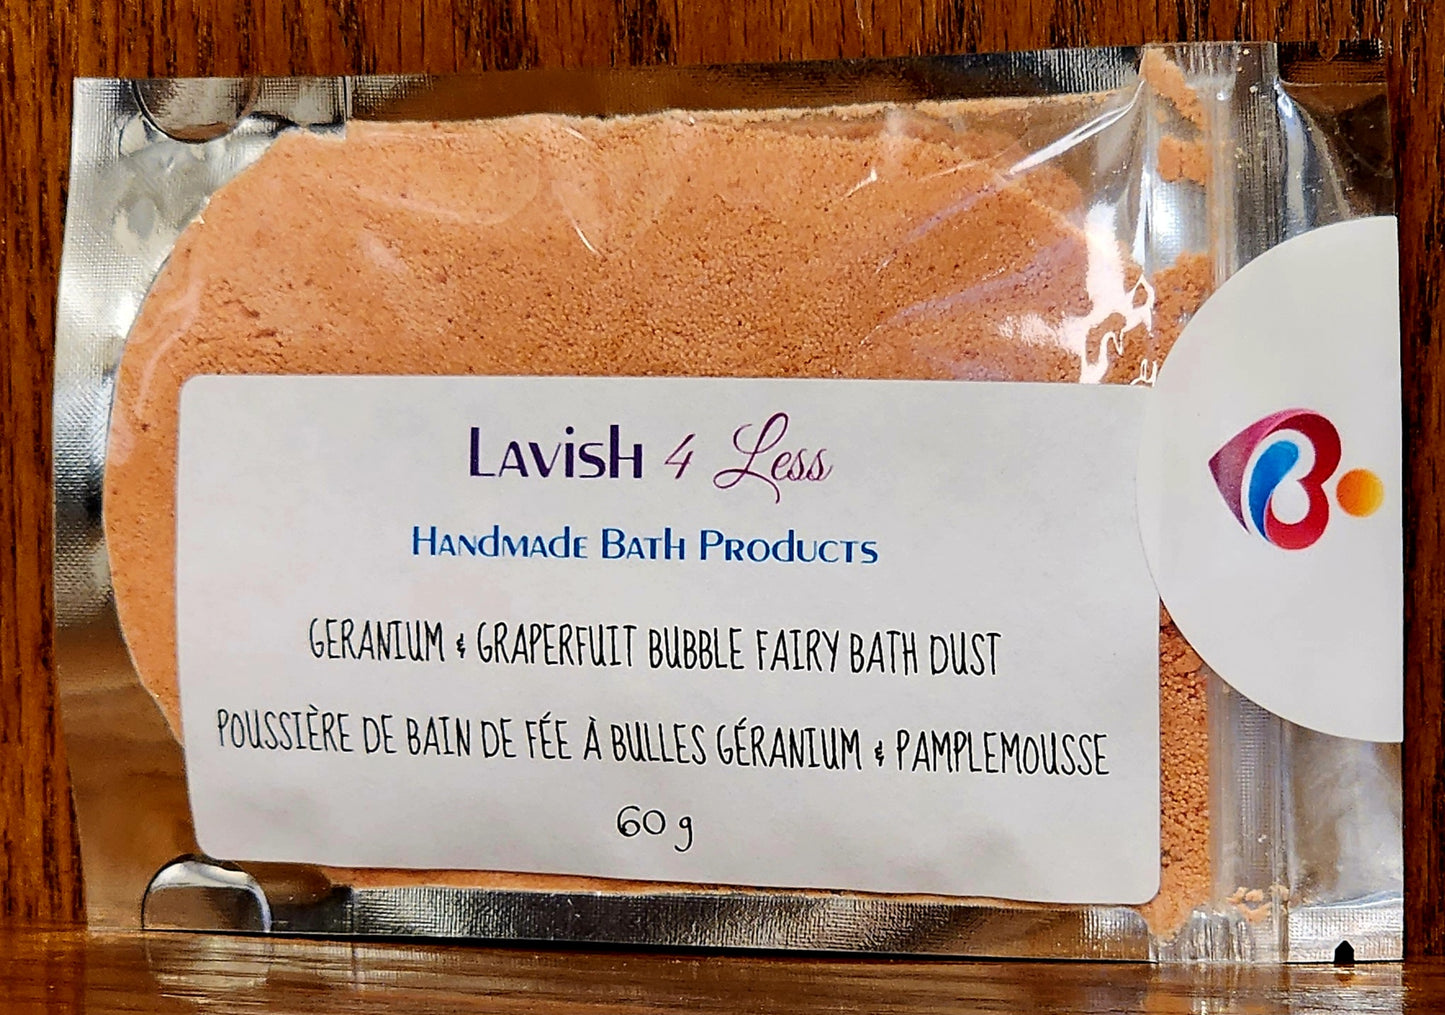 Lavish 4 Less
Handmade Bath Products
GERANIUM & GRAPERFUIT BUBBLE FAIRY BATH DUST
POUSSIÈRE DE BAIN DE FÉE À BULLES GÉRANIUM & PAMPLEMOUSSE
60 g